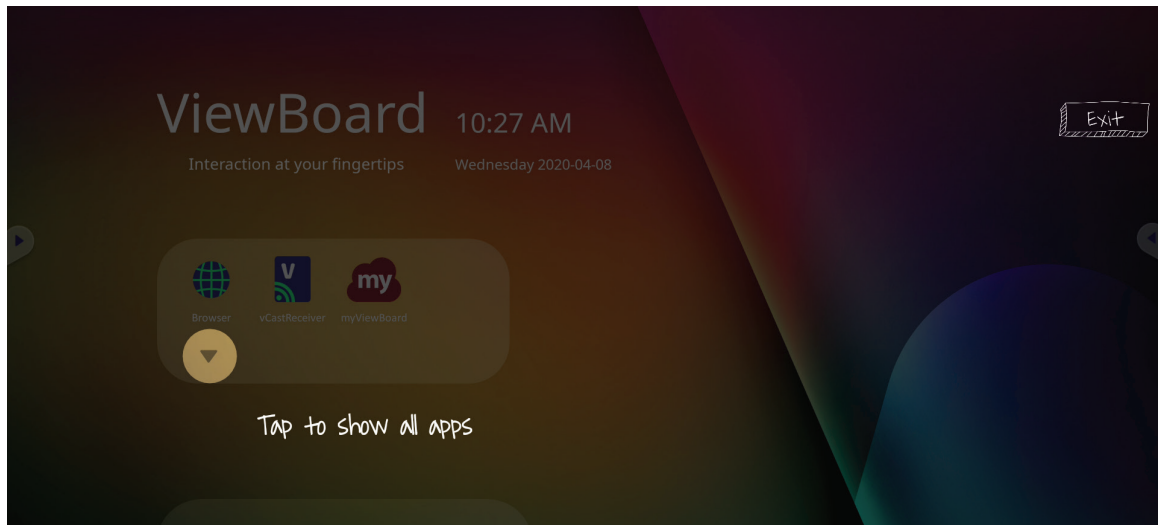 ViewBoard 10:27 AM
Interaction at your fingertips Wednesday 2020-04-08
Exit
V my
Browser vCastReceiver myViewBoard
Tap to show all apps